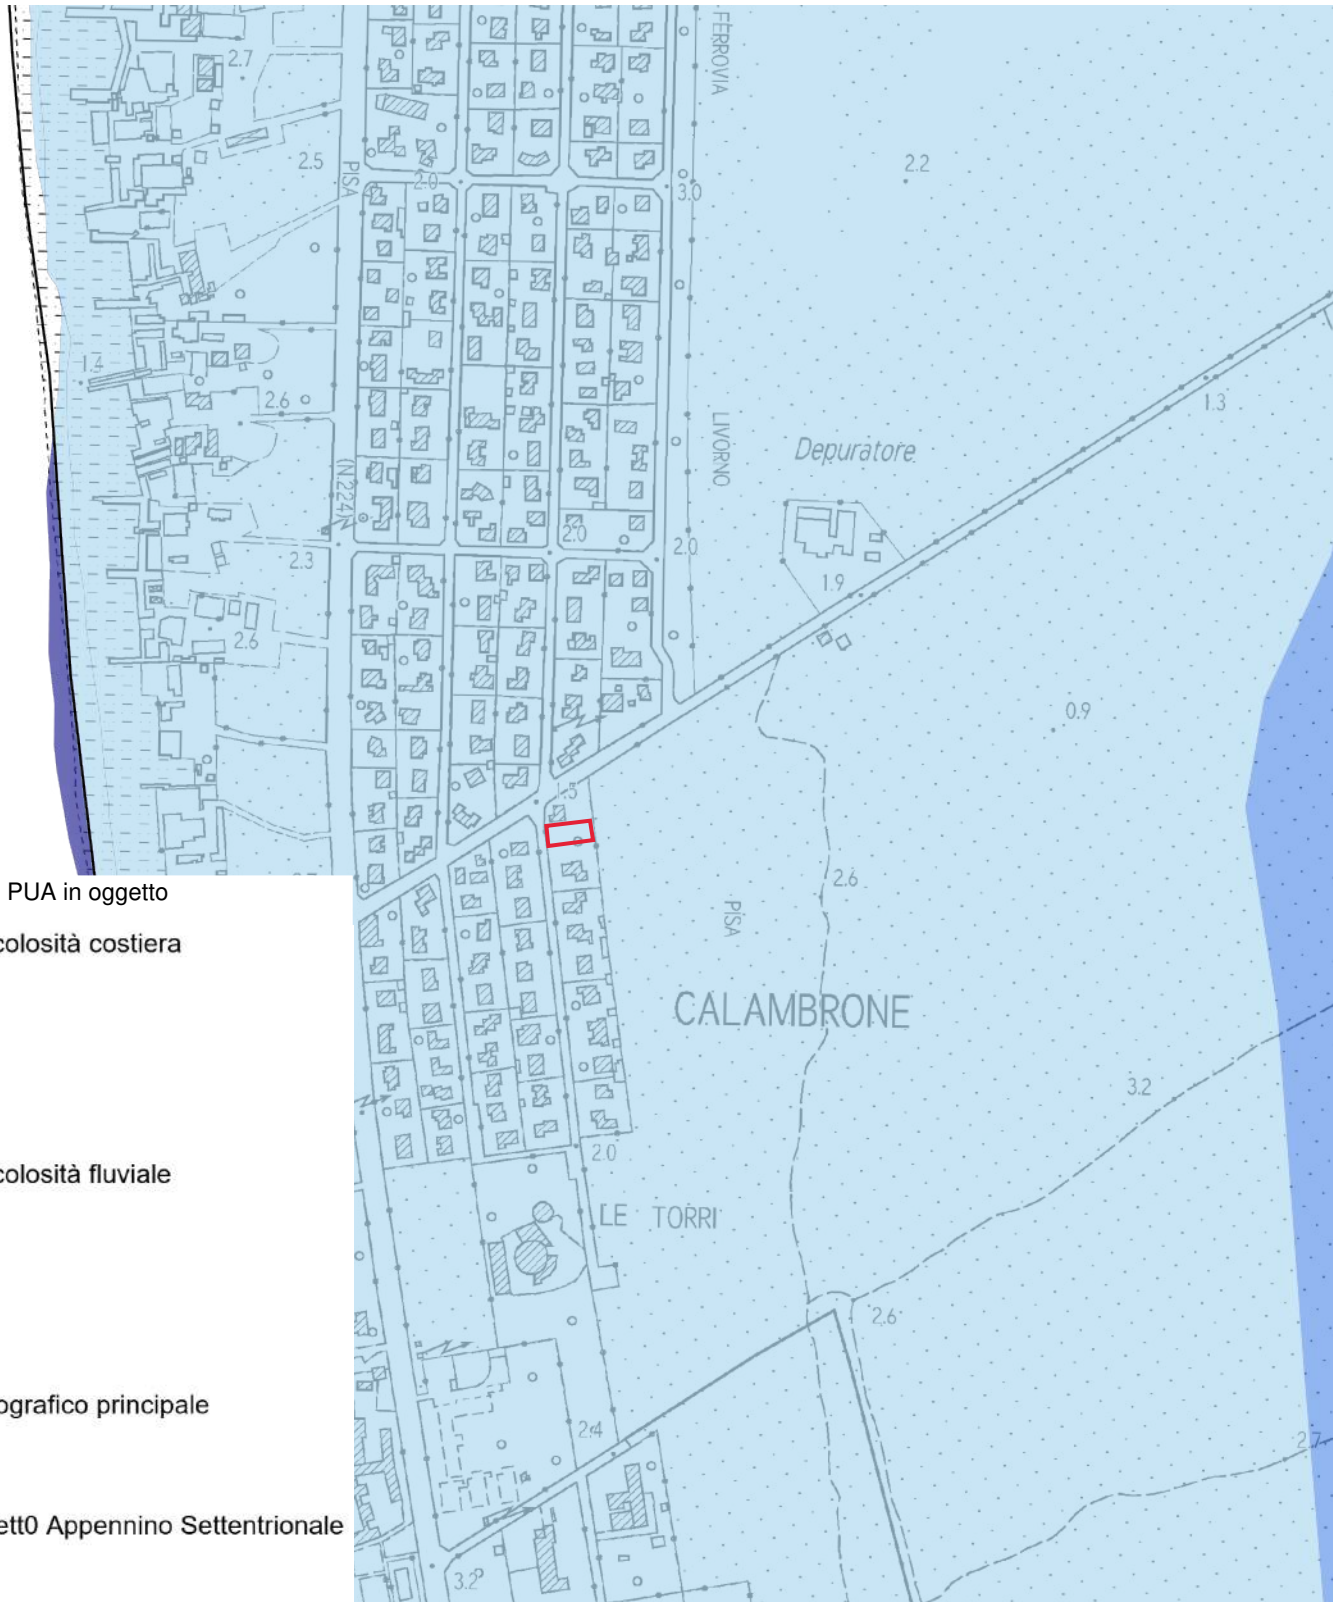 FERROVIA
2.7
2.5
2.2
PISA
2.0
3.0
1.4
2.6
1.3
LIVORNO
Depuratore
(N.224)
2.3
2.0
2.0
1.9
2.6
0.9
PUA in oggetto
2.6
PISA
colosità costiera
CALAMBRONE
3.2
colosità fluviale
2.0
LE TORRI
2.6
ografico principale
2.4
2.7
ett0 Appennino Settentrionale
3.2